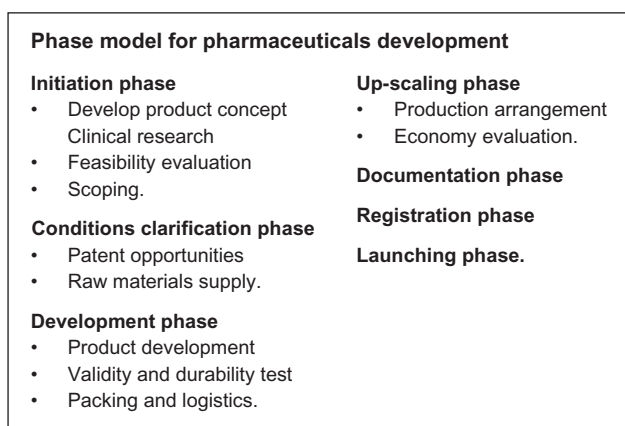 Phase model for pharmaceuticals development
Initiation phase
• Develop product concept
Clinical research
• Feasibility evaluation
• Scoping.
Conditions clarification phase
• Patent opportunities
• Raw materials supply.
Development phase
• Product development
• Validity and durability test
• Packing and logistics.
Up-scaling phase
• Production arrangement
• Economy evaluation.
Documentation phase
Registration phase
Launching phase.